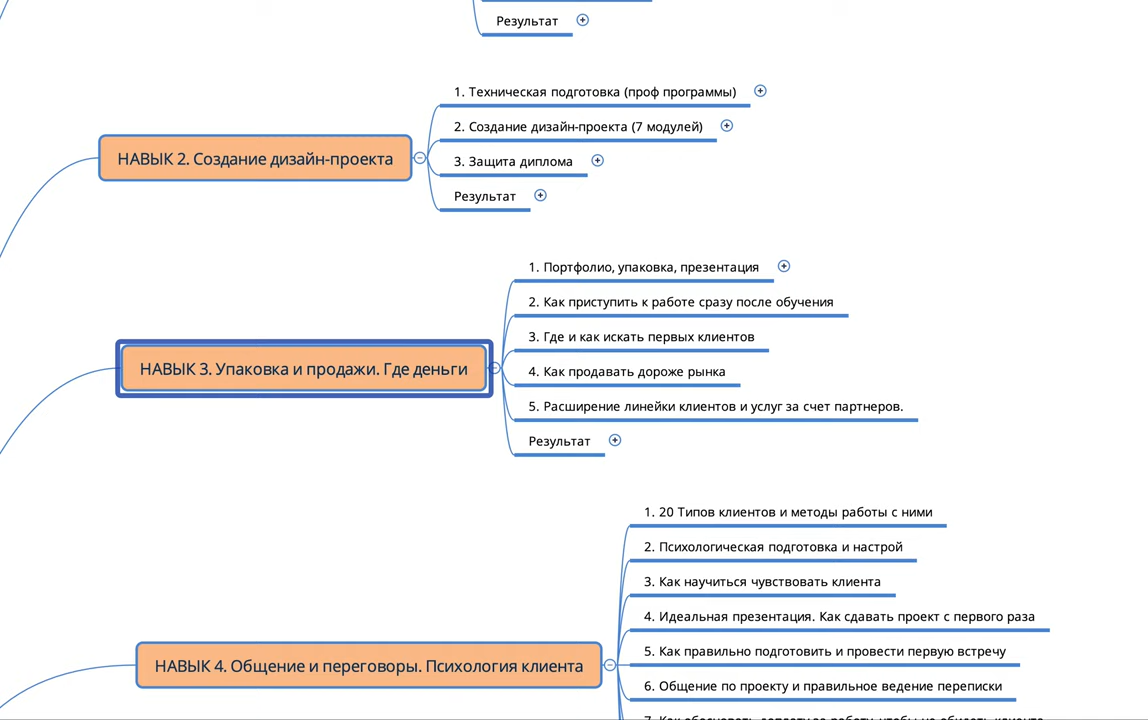 Результат
1. Техническая подготовка (проф программы)
2. Создание дизайн-проекта (7 модулей)
НАВЫК 2. Создание дизайн-проекта
3. Защита диплома
Результат
1. Портфолио, упаковка, презентация
2. Как приступить к работе сразу после обучения
3. Где и как искать первых клиентов
НАВЫК 3. Упаковка и продажи. Где деньги
4. Как продавать дороже рынка
5. Расширение линейки клиентов и услуг за счет партнеров.
Результат
1. 20 Типов клиентов и методы работы с ними
2. Психологическая подготовка и настрой
3. Как научиться чувствовать клиента
4. Идеальная презентация. Как сдавать проект с первого раза
5. Как правильно подготовить и провести первую встречу
НАВЫК 4. Общение и переговоры. Психология клиента
6. Общение по проекту и правильное ведение переписки